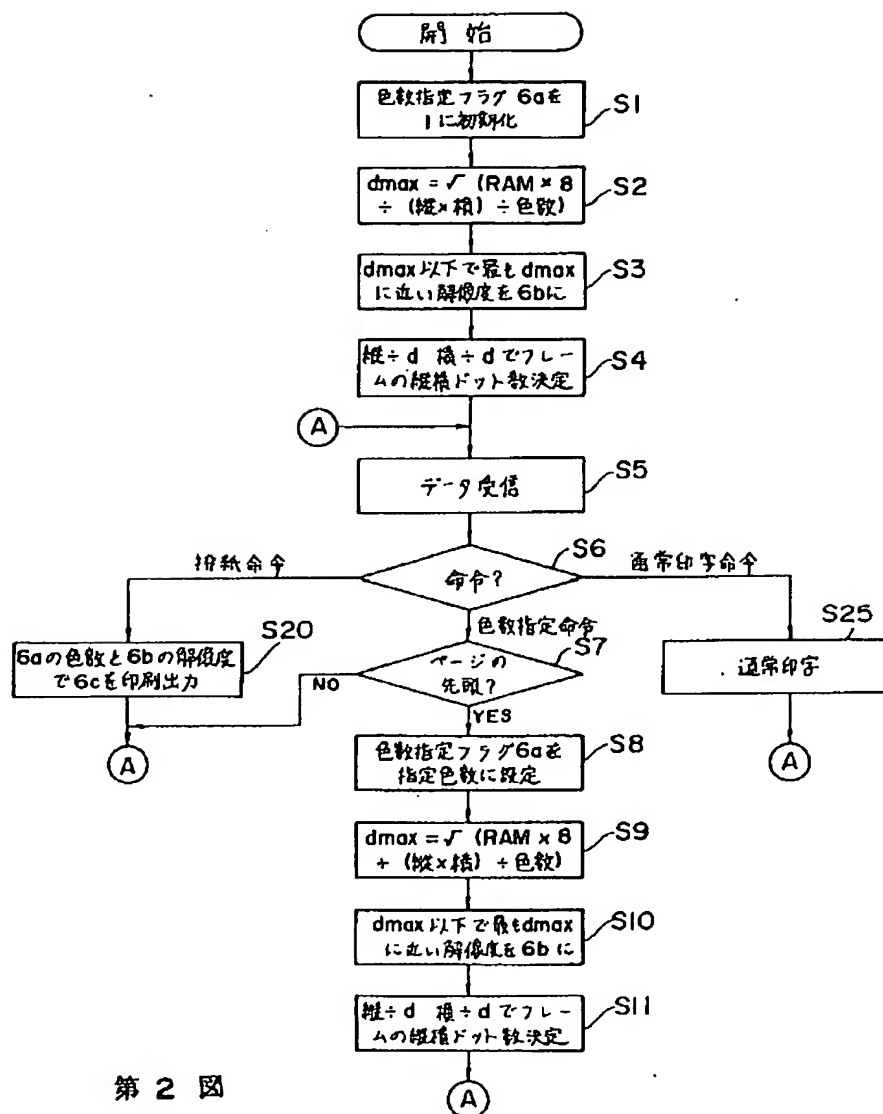 開始
色数指定フラグ 6aを
1に初期化
S1
dmax = √ (RAM × 8
÷ (縦×横) ÷ 色数)
S2
dmax以下で最もdmax
に近い解像度を6bに
S3
縦÷d 横÷dでフレー
ムの縦横ドット数決定
S4
A
データ受信
S5
命令?
S6
排紙命令
通常印字命令
色数指定命令
6aの色数と6bの解像度
で6cを印刷出力
S20
ページの
先頭?
S7
NO
YES
通常印字
S25
A
A
色数指定フラグ6aを
指定色数に設定
S8
dmax = √ (RAM × 8
+ (縦×横) ÷ 色数)
S9
dmax以下で最もdmax
に近い解像度を6bに
S10
縦÷d 横÷dでフレー
ムの縦横ドット数決定
S11
A
第 2 図